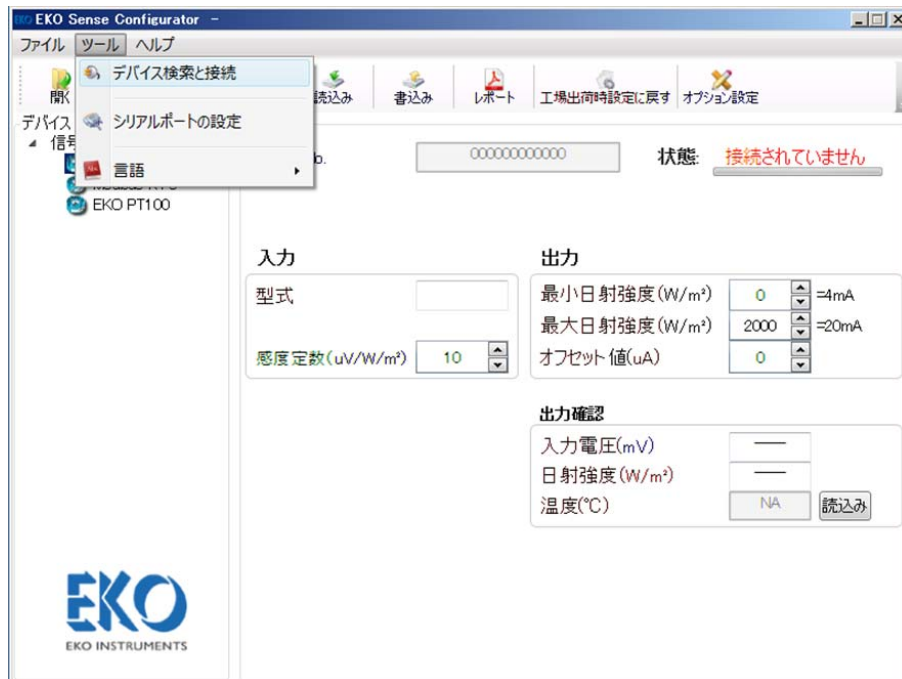 EKO Sense Configurator -
ファイル ツール ヘルプ
デバイス検索と接続
シリアルポートの設定
言語
開く 読込み 書込み レポート 工場出荷時設定に戻す オプション設定
デバイス
信号
EKO PT100
000000000000 状態: 接続されていません
入力
型式
感度定数(uV/W/m²) 10
出力
最小日射強度(W/m²) 0 =4mA
最大日射強度(W/m²) 2000 =20mA
オフセット値(uA) 0
出力確認
入力電圧(mV) ──
日射強度(W/m²) ──
温度(℃) NA 読込み
EKO
EKO INSTRUMENTS